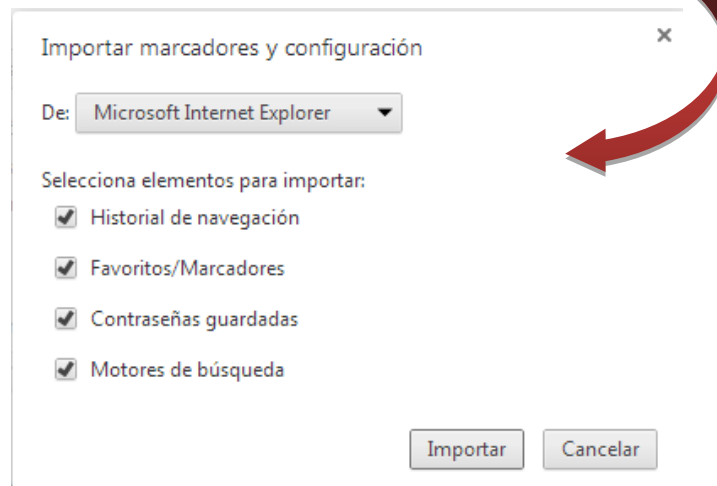 Importar marcadores y configuración
De: Microsoft Internet Explorer
Selecciona elementos para importar:
Historial de navegación
Favoritos/Marcadores
Contraseñas guardadas
Motores de búsqueda
Importar Cancelar